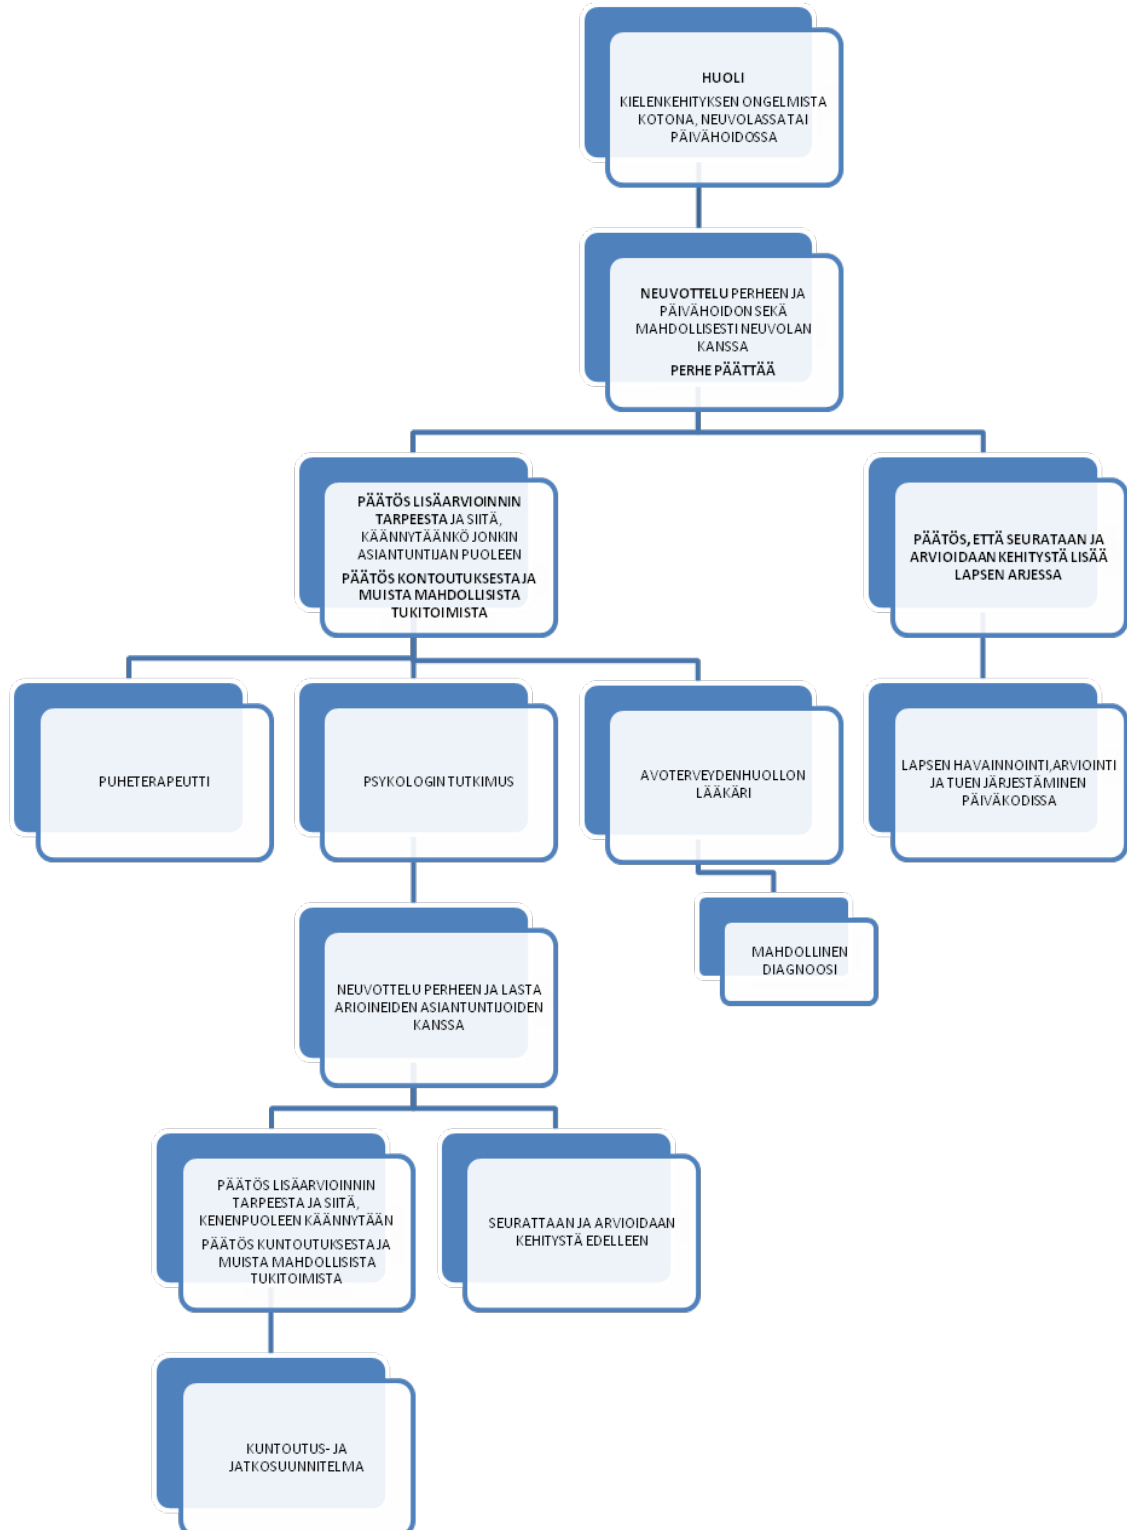 HUOLI
KIELENKEHITYKSEN ONGELMISTA
KOTONA, NEUVOLASSA TAI
PÄIVÄHOIDOSSA
NEUVOTTELU PERHEEN JA
PÄIVÄHOIDON SEKÄ
MAHDOLLISESTI NEUVOLAN
KANSSA
PERHE PÄÄTTÄÄ
PÄÄTÖS LISÄARVIOINNIN
TARPEESTA JA SIITÄ,
KÄÄNNYTÄÄNKÖ JONKIN
ASIANTUNTIJAN PUOLEEN
PÄÄTÖS KONTOUTUKSESTA JA
MUISTA MAHDOLLISISTA
TUKITOIMISTA
PÄÄTÖS, ETTÄ SEURATAAN JA
ARVIOIDAAN KEHITYSTÄ LISÄÄ
LAPSEN ARJESSA
PUHETERAPEUTTI
PSYKOLOGIN TUTKIMUS
AVOTERVEYDENHUOLLON
LÄÄKÄRI
LAPSEN HAVAINNOINTI,ARVIOINTI
JA TUEN JÄRJESTÄMINEN
PÄIVÄKODISSA
MAHDOLLINEN
DIAGNOOSI
NEUVOTTELU PERHEEN JA LASTA
ARIOINEIDEN ASIANTUNTIJOIDEN
KANSSA
PÄÄTÖS LISÄARVIOINNIN
TARPEESTA JA SIITÄ,
KENENPUOLEEN KÄÄNNYTÄÄN
PÄÄTÖS KUNTOUTUKSESTA JA
MUISTA MAHDOLLISISTA
TUKITOIMISTA
SEURATTAAN JA ARVIOIDAAN
KEHITYSTÄ EDELLEEN
KUNTOUTUS- JA
JATKOSUUNNITELMA